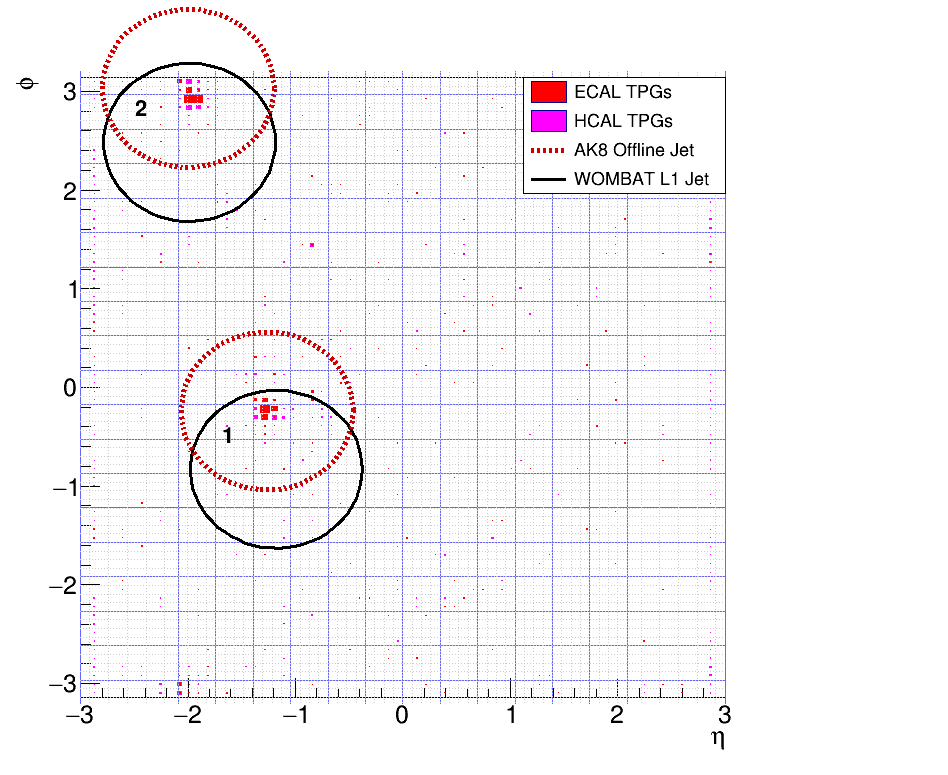 ϕ
3
2
1
0
−1
−2
−3
2
1
ECAL TPGs
HCAL TPGs
AK8 Offline Jet
WOMBAT L1 Jet
−3 −2 −1 0 1 2 3
η